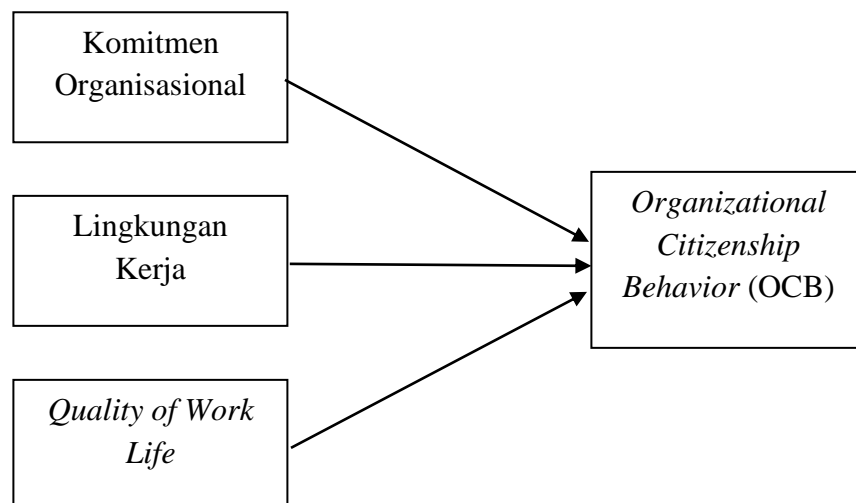 Komitmen
Organisasional
Lingkungan
Kerja
Quality of Work
Life
Organizational
Citizenship
Behavior (OCB)